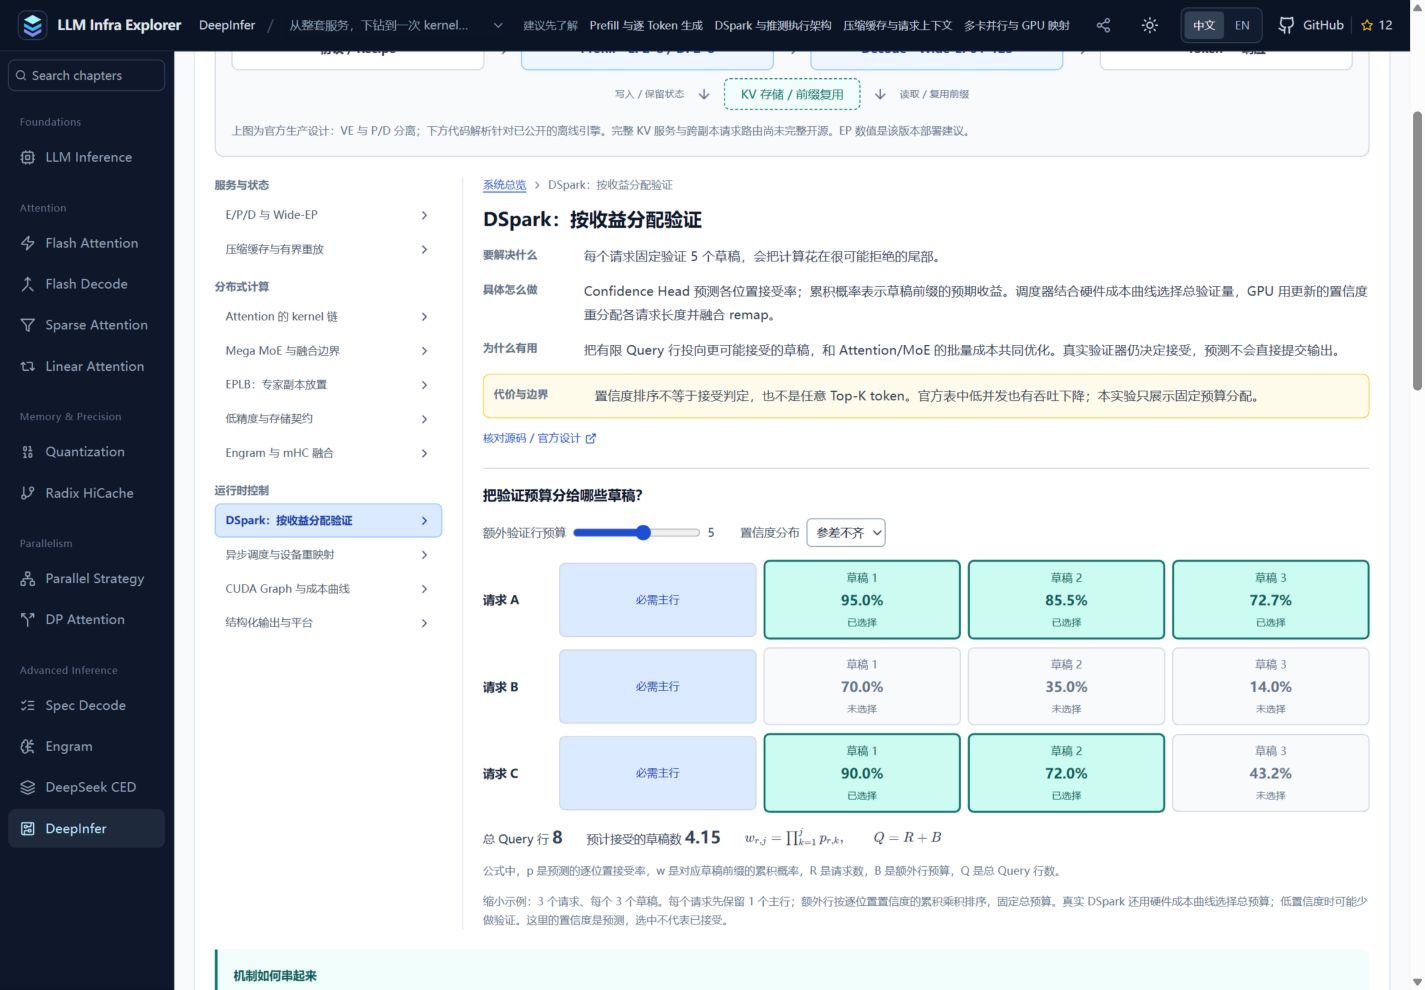 LLM Infra Explorer
DeepInfer / 从整套服务，下钻到一次 kernel...
建议先了解 Prefill 与逐 Token 生成 DSpark 与推测执行架构 压缩缓存与请求上下文 多卡并行与 GPU 映射
中文 EN GitHub 12
Search chapters
Foundations
LLM Inference
Attention
Flash Attention
Flash Decode
Sparse Attention
Linear Attention
Memory & Precision
Quantization
Radix HiCache
Parallelism
Parallel Strategy
DP Attention
Advanced Inference
Spec Decode
Engram
DeepSeek CED
DeepInfer
写入 / 保留状态 ↓ KV 存储 / 前缀复用 ↓ 读取 / 复用前缀
上图为官方生产设计：VE 与 P/D 分离；下方代码解析针对已公开的离线引擎。完整 KV 服务与跨副本请求路由尚未完整开源。EP 数值是该版本部署建议。
服务与状态
E/P/D 与 Wide-EP
压缩缓存与有界重放
分布式计算
Attention 的 kernel 链
Mega MoE 与融合边界
EPLB：专家副本放置
低精度与存储契约
Engram 与 mHC 融合
运行时控制
DSpark：按收益分配验证
异步调度与设备重映射
CUDA Graph 与成本曲线
结构化输出与平台
系统总览 > DSpark：按收益分配验证
DSpark：按收益分配验证
要解决什么 每个请求固定验证 5 个草稿，会把计算花在很可能拒绝的尾部。
具体怎么做 Confidence Head 预测各位置接受率；累积概率表示草稿前缀的预期收益。调度器结合硬件成本曲线选择总验证量，GPU 用更新的置信度
重分配各请求长度并融合 remap。
为什么有用 把有限 Query 行投向更可能接受的草稿，和 Attention/MoE 的批量成本共同优化。真实验证器仍决定接受，预测不会直接提交输出。
代价与边界 置信度排序不等于接受判定，也不是任意 Top-K token。官方表中低并发也有吞吐下降；本实验只展示固定预算分配。
核对源码 / 官方设计
把验证预算分给哪些草稿？
额外验证行预算 5 置信度分布 参差不齐
请求 A 必需主行
草稿 1 95.0% 已选择
草稿 2 85.5% 已选择
草稿 3 72.7% 已选择
请求 B 必需主行
草稿 1 70.0% 未选择
草稿 2 35.0% 未选择
草稿 3 14.0% 未选择
请求 C 必需主行
草稿 1 90.0% 已选择
草稿 2 72.0% 已选择
草稿 3 43.2% 未选择
总 Query 行 8 预计接受的草稿数 4.15 w_{r,j} = ∏_{k=1}^{j} p_{r,k}, Q = R + B
公式中，p 是预测的逐位置接受率，w 是对应草稿前缀的累积概率，R 是请求数，B 是额外行预算，Q 是总 Query 行数。
缩小示例：3 个请求、每个 3 个草稿。每个请求先保留 1 个主行；额外行按逐位置置信度的累积乘积排序，固定总预算。真实 DSpark 还用硬件成本曲线选择总预算；低置信度时可能少
做验证。这里的置信度是预测，选中不代表已接受。
机制如何串起来